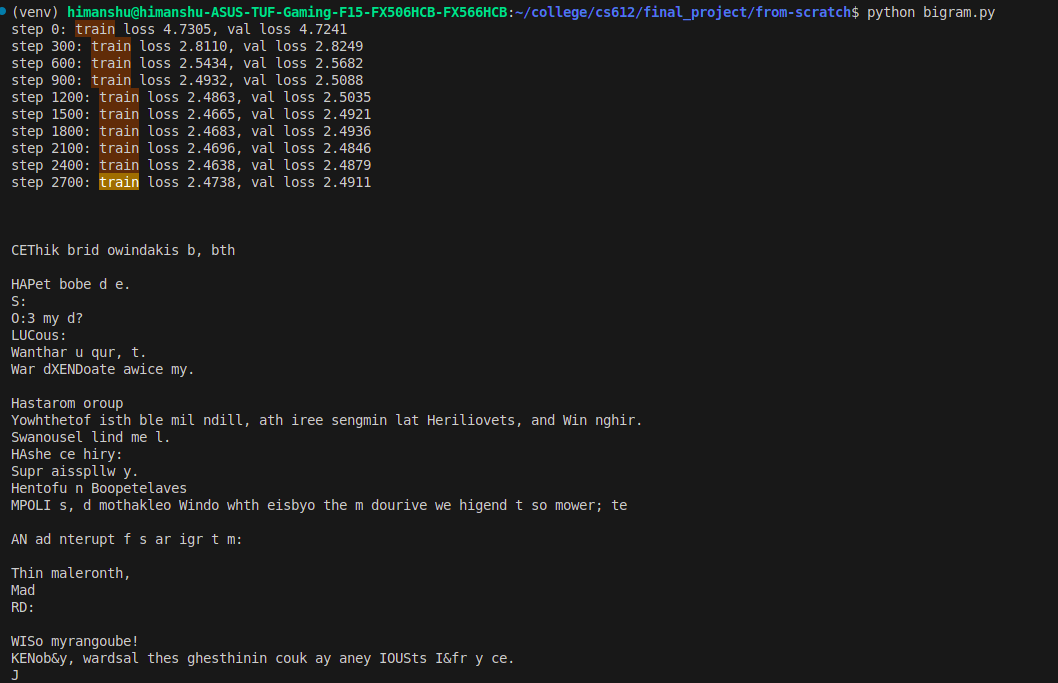 (venv) himanshu@himanshu-ASUS-TUF-Gaming-F15-FX506HCB-FX566HCB:~/college/cs612/final_project/from-scratch$ python bigram.py
step 0: train loss 4.7305, val loss 4.7241
step 300: train loss 2.8110, val loss 2.8249
step 600: train loss 2.5434, val loss 2.5682
step 900: train loss 2.4932, val loss 2.5088
step 1200: train loss 2.4863, val loss 2.5035
step 1500: train loss 2.4665, val loss 2.4921
step 1800: train loss 2.4683, val loss 2.4936
step 2100: train loss 2.4696, val loss 2.4846
step 2400: train loss 2.4638, val loss 2.4879
step 2700: train loss 2.4738, val loss 2.4911
CEThik brid owindakis b, bth
HAPet bobe d e.
S:
O:3 my d?
LUCous:
Wanthar u qur, t.
War dXENDoate awice my.
Hastarom oroup
Yowhthetof isth ble mil ndill, ath iree sengmin lat Heriliovets, and Win nghir.
Swanousel lind me l.
HAshe ce hiry:
Supr aisspllw y.
Hentofu n Boopetelaves
MPOLI s, d mothakleo Windo whth eisbyo the m dourive we higend t so mower; te
AN ad nterupt f s ar igr t m:
Thin maleronth,
Mad
RD:
WISo myrangoube!
KENob&y, wardsal thes ghesthinin couk ay aney IOUSts I&fr y ce.
J